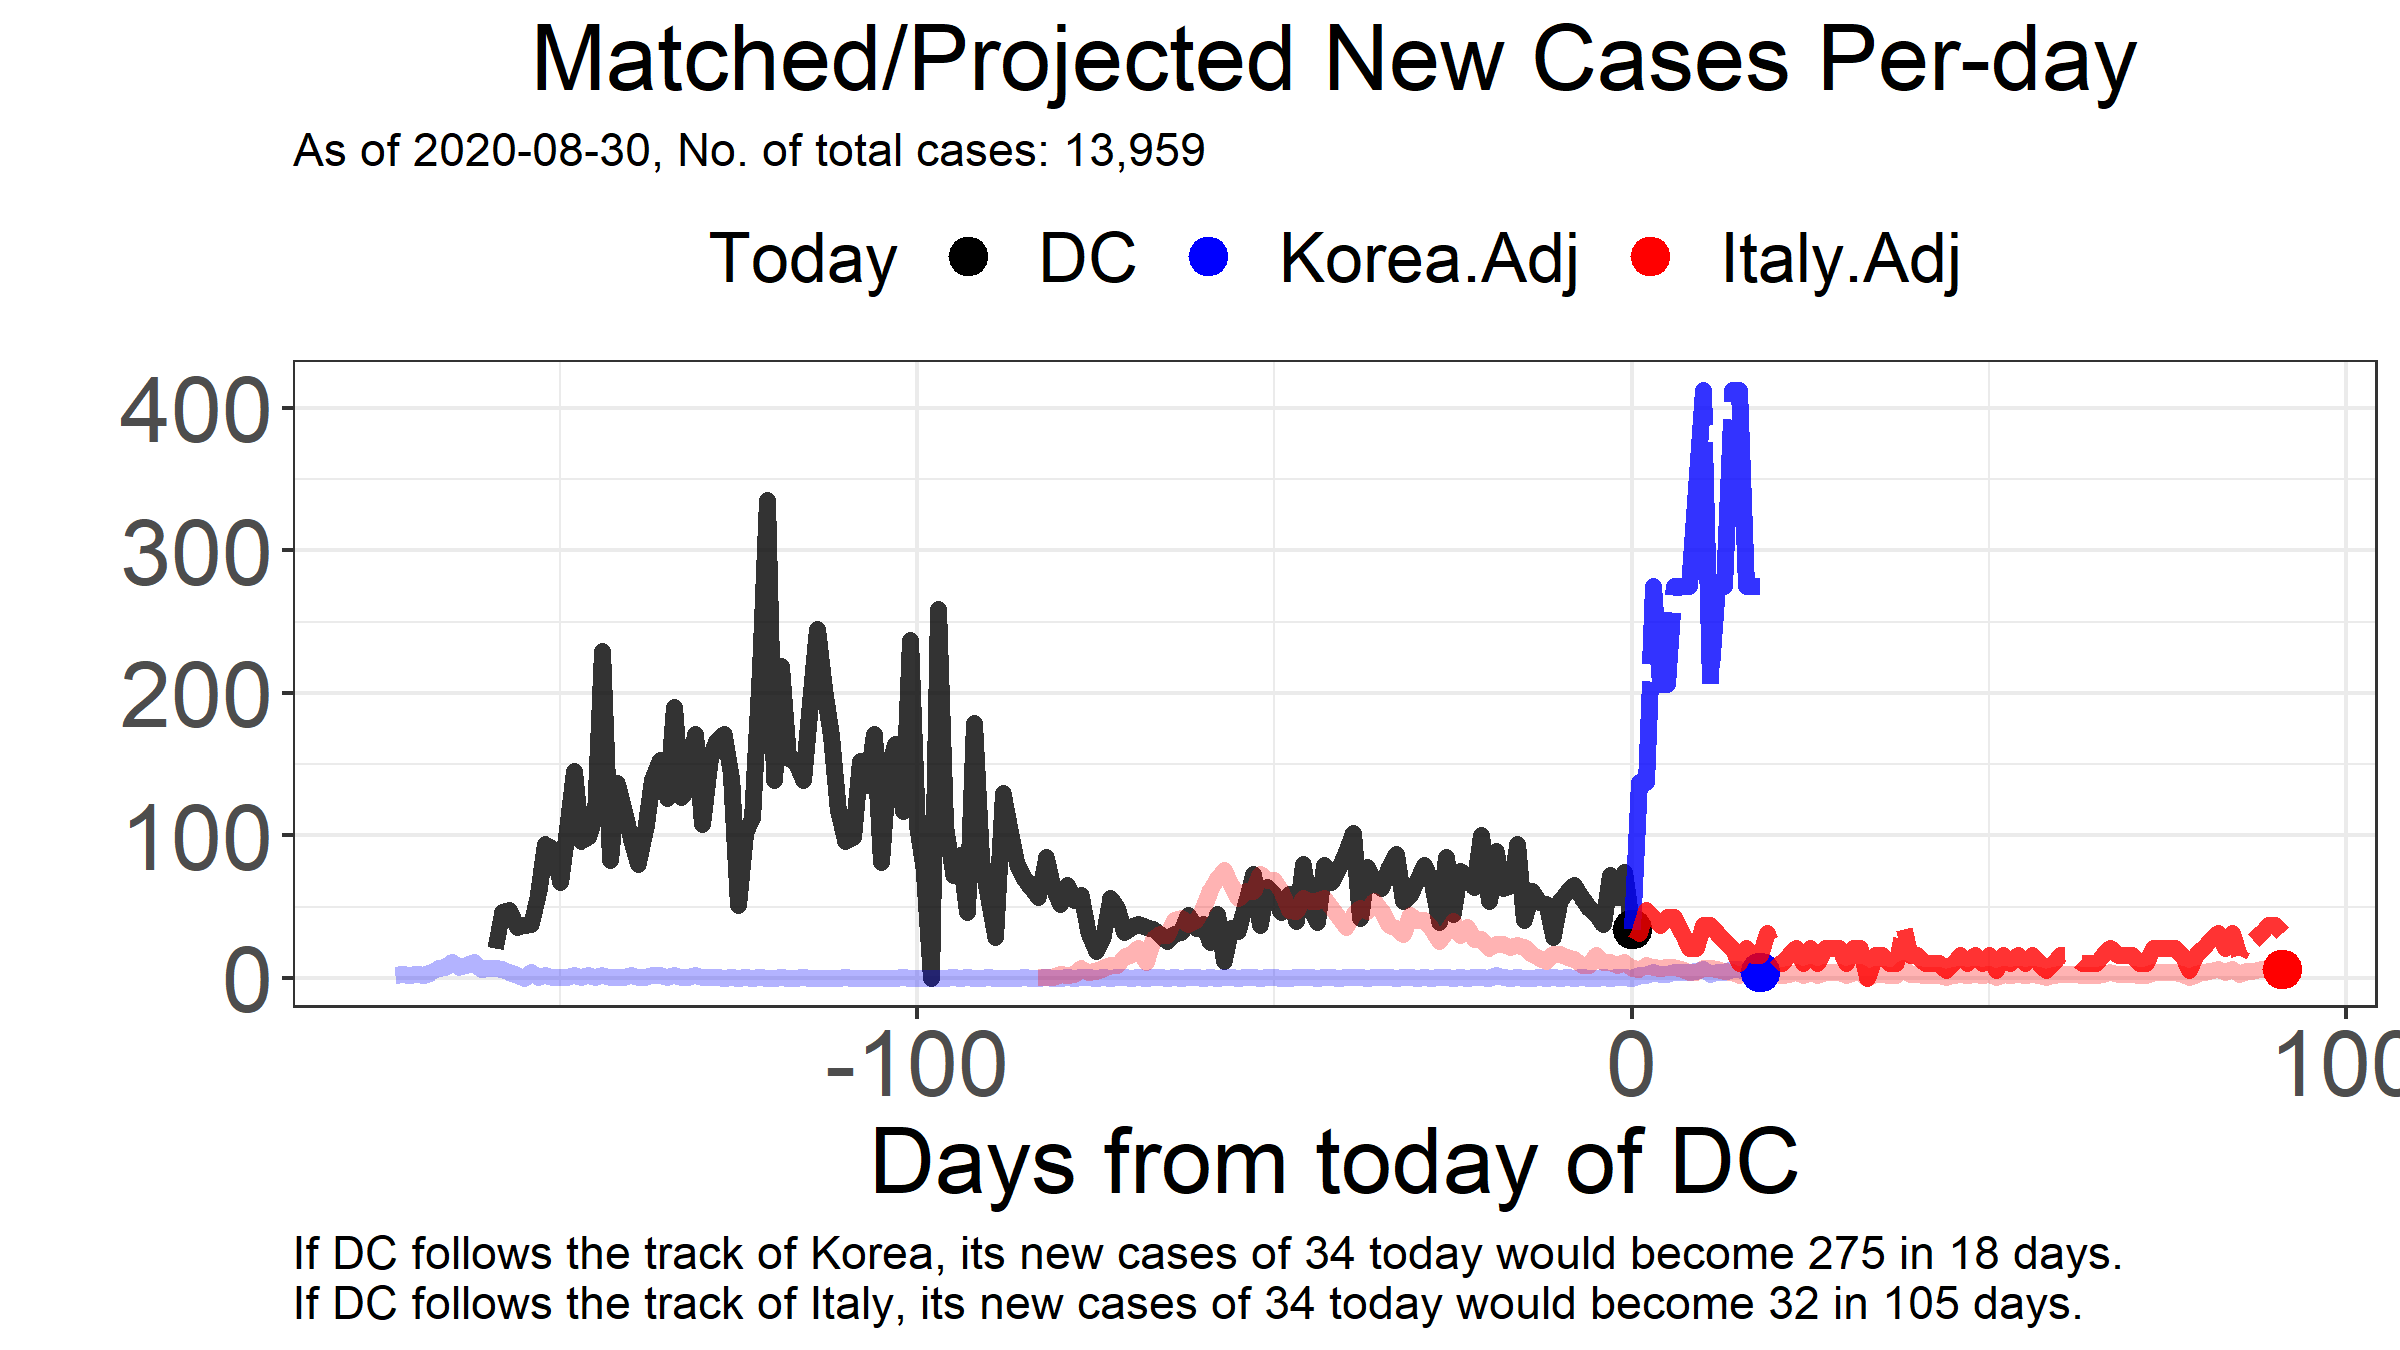 Matched/Projected New Cases Per-day
As of 2020-08-30, No. of total cases: 13,959
Today DC Korea.Adj Italy.Adj
400
300
200
100
0
-100 0 100
Days from today of DC
If DC follows the track of Korea, its new cases of 34 today would become 275 in 18 days.
If DC follows the track of Italy, its new cases of 34 today would become 32 in 105 days.